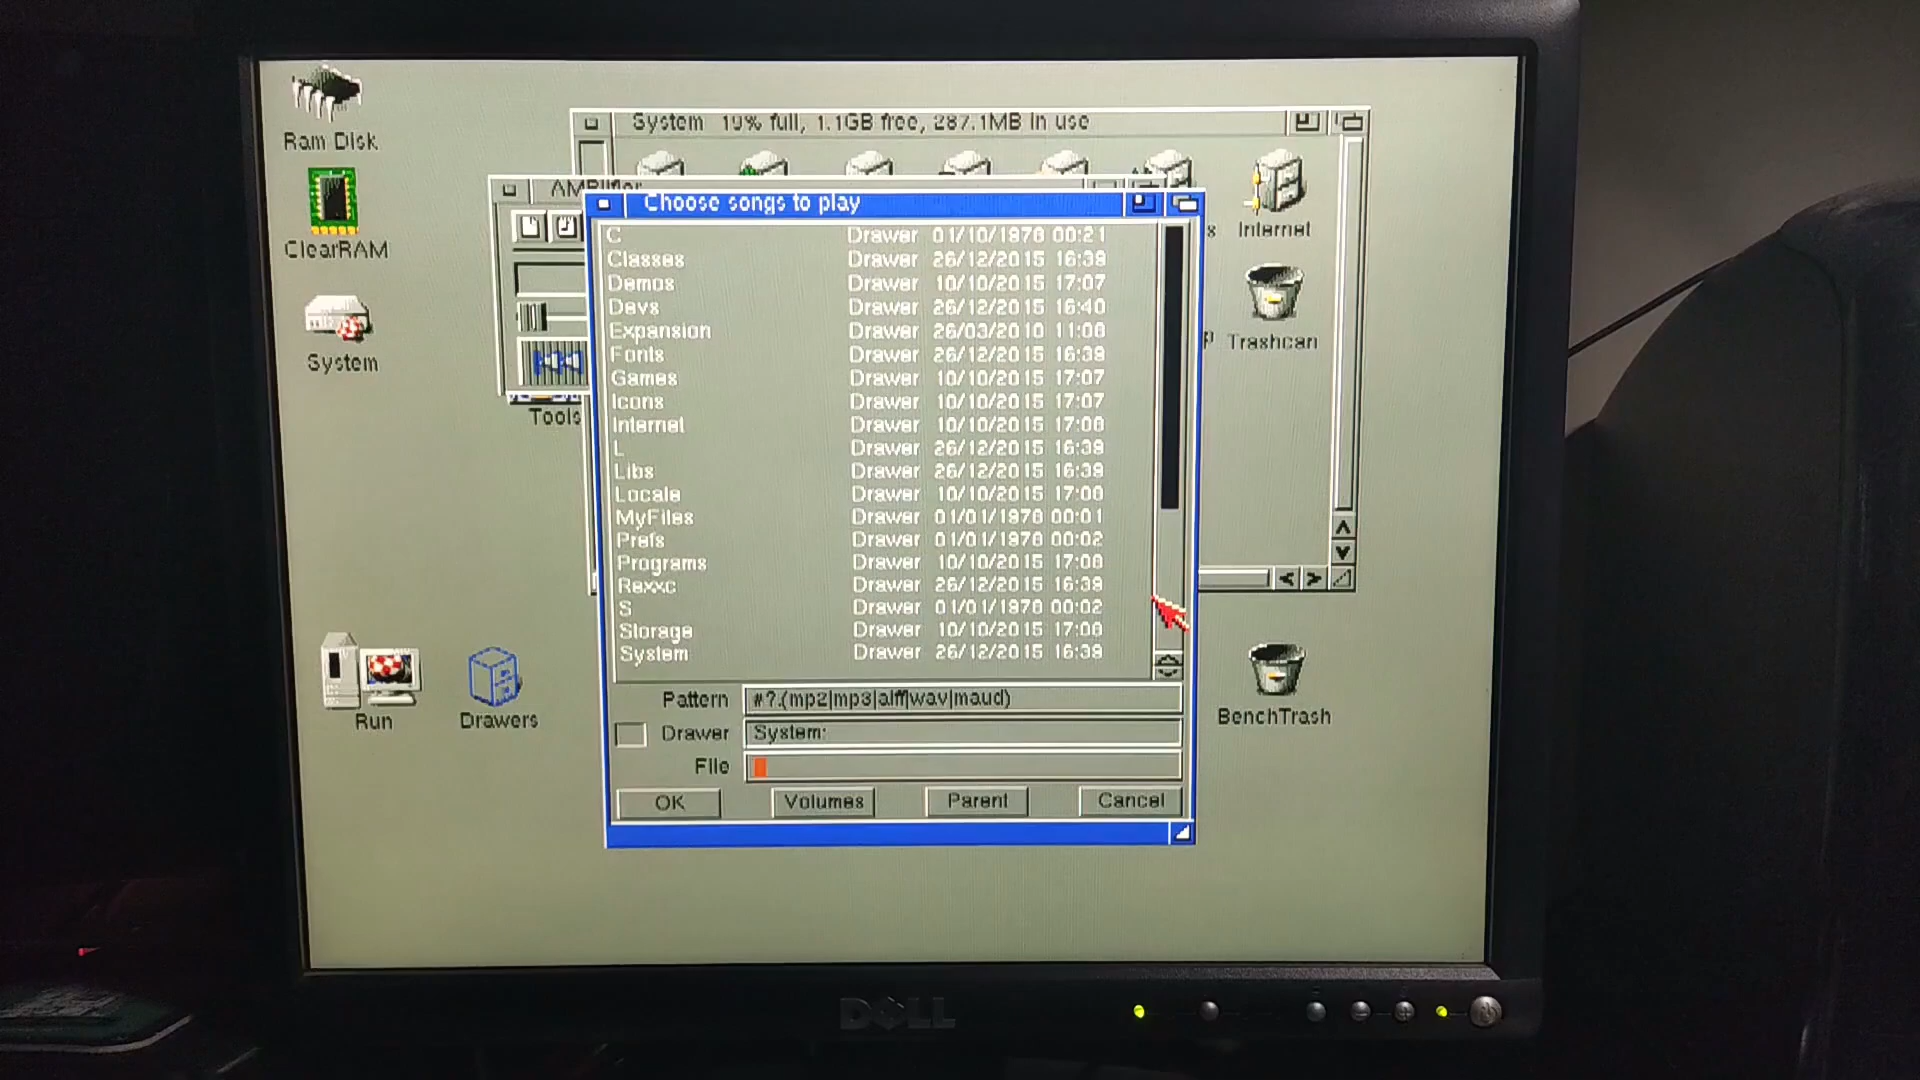 Ram Disk
ClearRAM
System
Run
Drawers
System 19% full, 1.1GB free, 287.1MB in use
AMPlifier
Tools
Internet
Trashcan
BenchTrash
Choose songs to play
C Drawer 01/10/1978 00:21
Classes Drawer 26/12/2015 16:39
Demos Drawer 10/10/2015 17:07
Devs Drawer 26/12/2015 16:40
Expansion Drawer 26/03/2010 11:08
Fonts Drawer 26/12/2015 16:39
Games Drawer 10/10/2015 17:07
Icons Drawer 10/10/2015 17:07
Internet Drawer 10/10/2015 17:08
L Drawer 26/12/2015 16:39
Libs Drawer 26/12/2015 16:39
Locale Drawer 10/10/2015 17:08
MyFiles Drawer 01/01/1978 00:01
Prefs Drawer 01/01/1978 00:02
Programs Drawer 10/10/2015 17:08
Rexxc Drawer 26/12/2015 16:39
S Drawer 01/01/1978 00:02
Storage Drawer 10/10/2015 17:08
System Drawer 26/12/2015 16:39
Pattern #?.(mp2|mp3|aiff|wav|maud)
Drawer System:
File
OK Volumes Parent Cancel
DELL